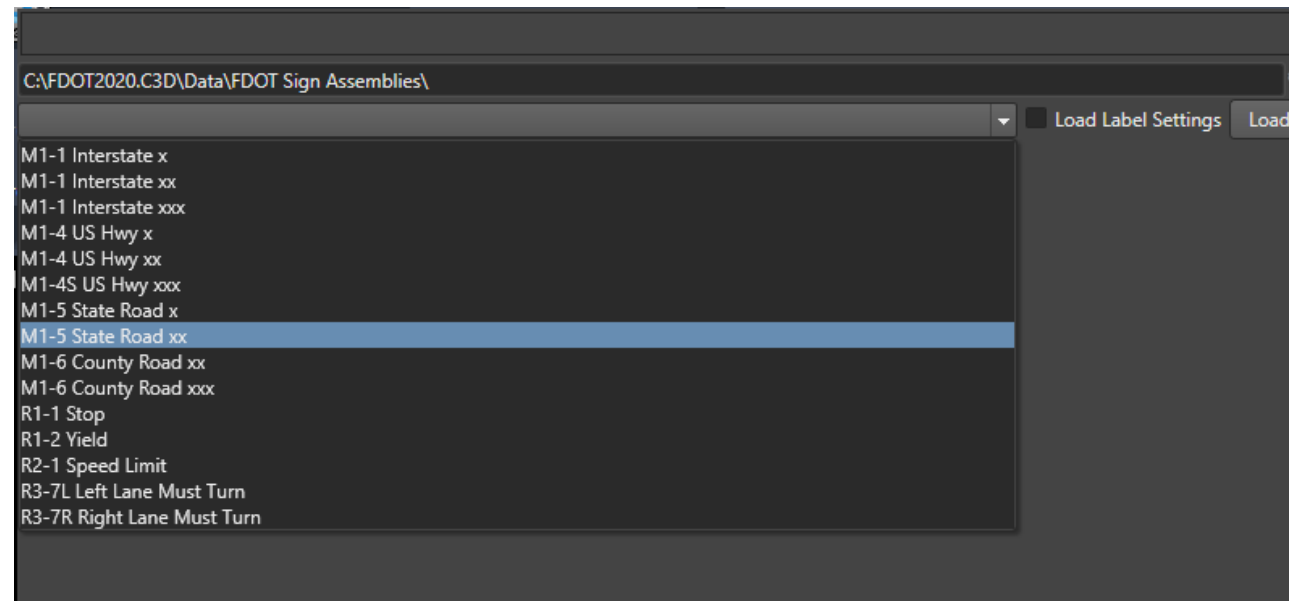 C:\FDOT2020.C3D\Data\FDOT Sign Assemblies\
Load Label Settings Load
M1-1 Interstate x
M1-1 Interstate xx
M1-1 Interstate xxx
M1-4 US Hwy x
M1-4 US Hwy xx
M1-4S US Hwy xxx
M1-5 State Road x
M1-5 State Road xx
M1-6 County Road xx
M1-6 County Road xxx
R1-1 Stop
R1-2 Yield
R2-1 Speed Limit
R3-7L Left Lane Must Turn
R3-7R Right Lane Must Turn